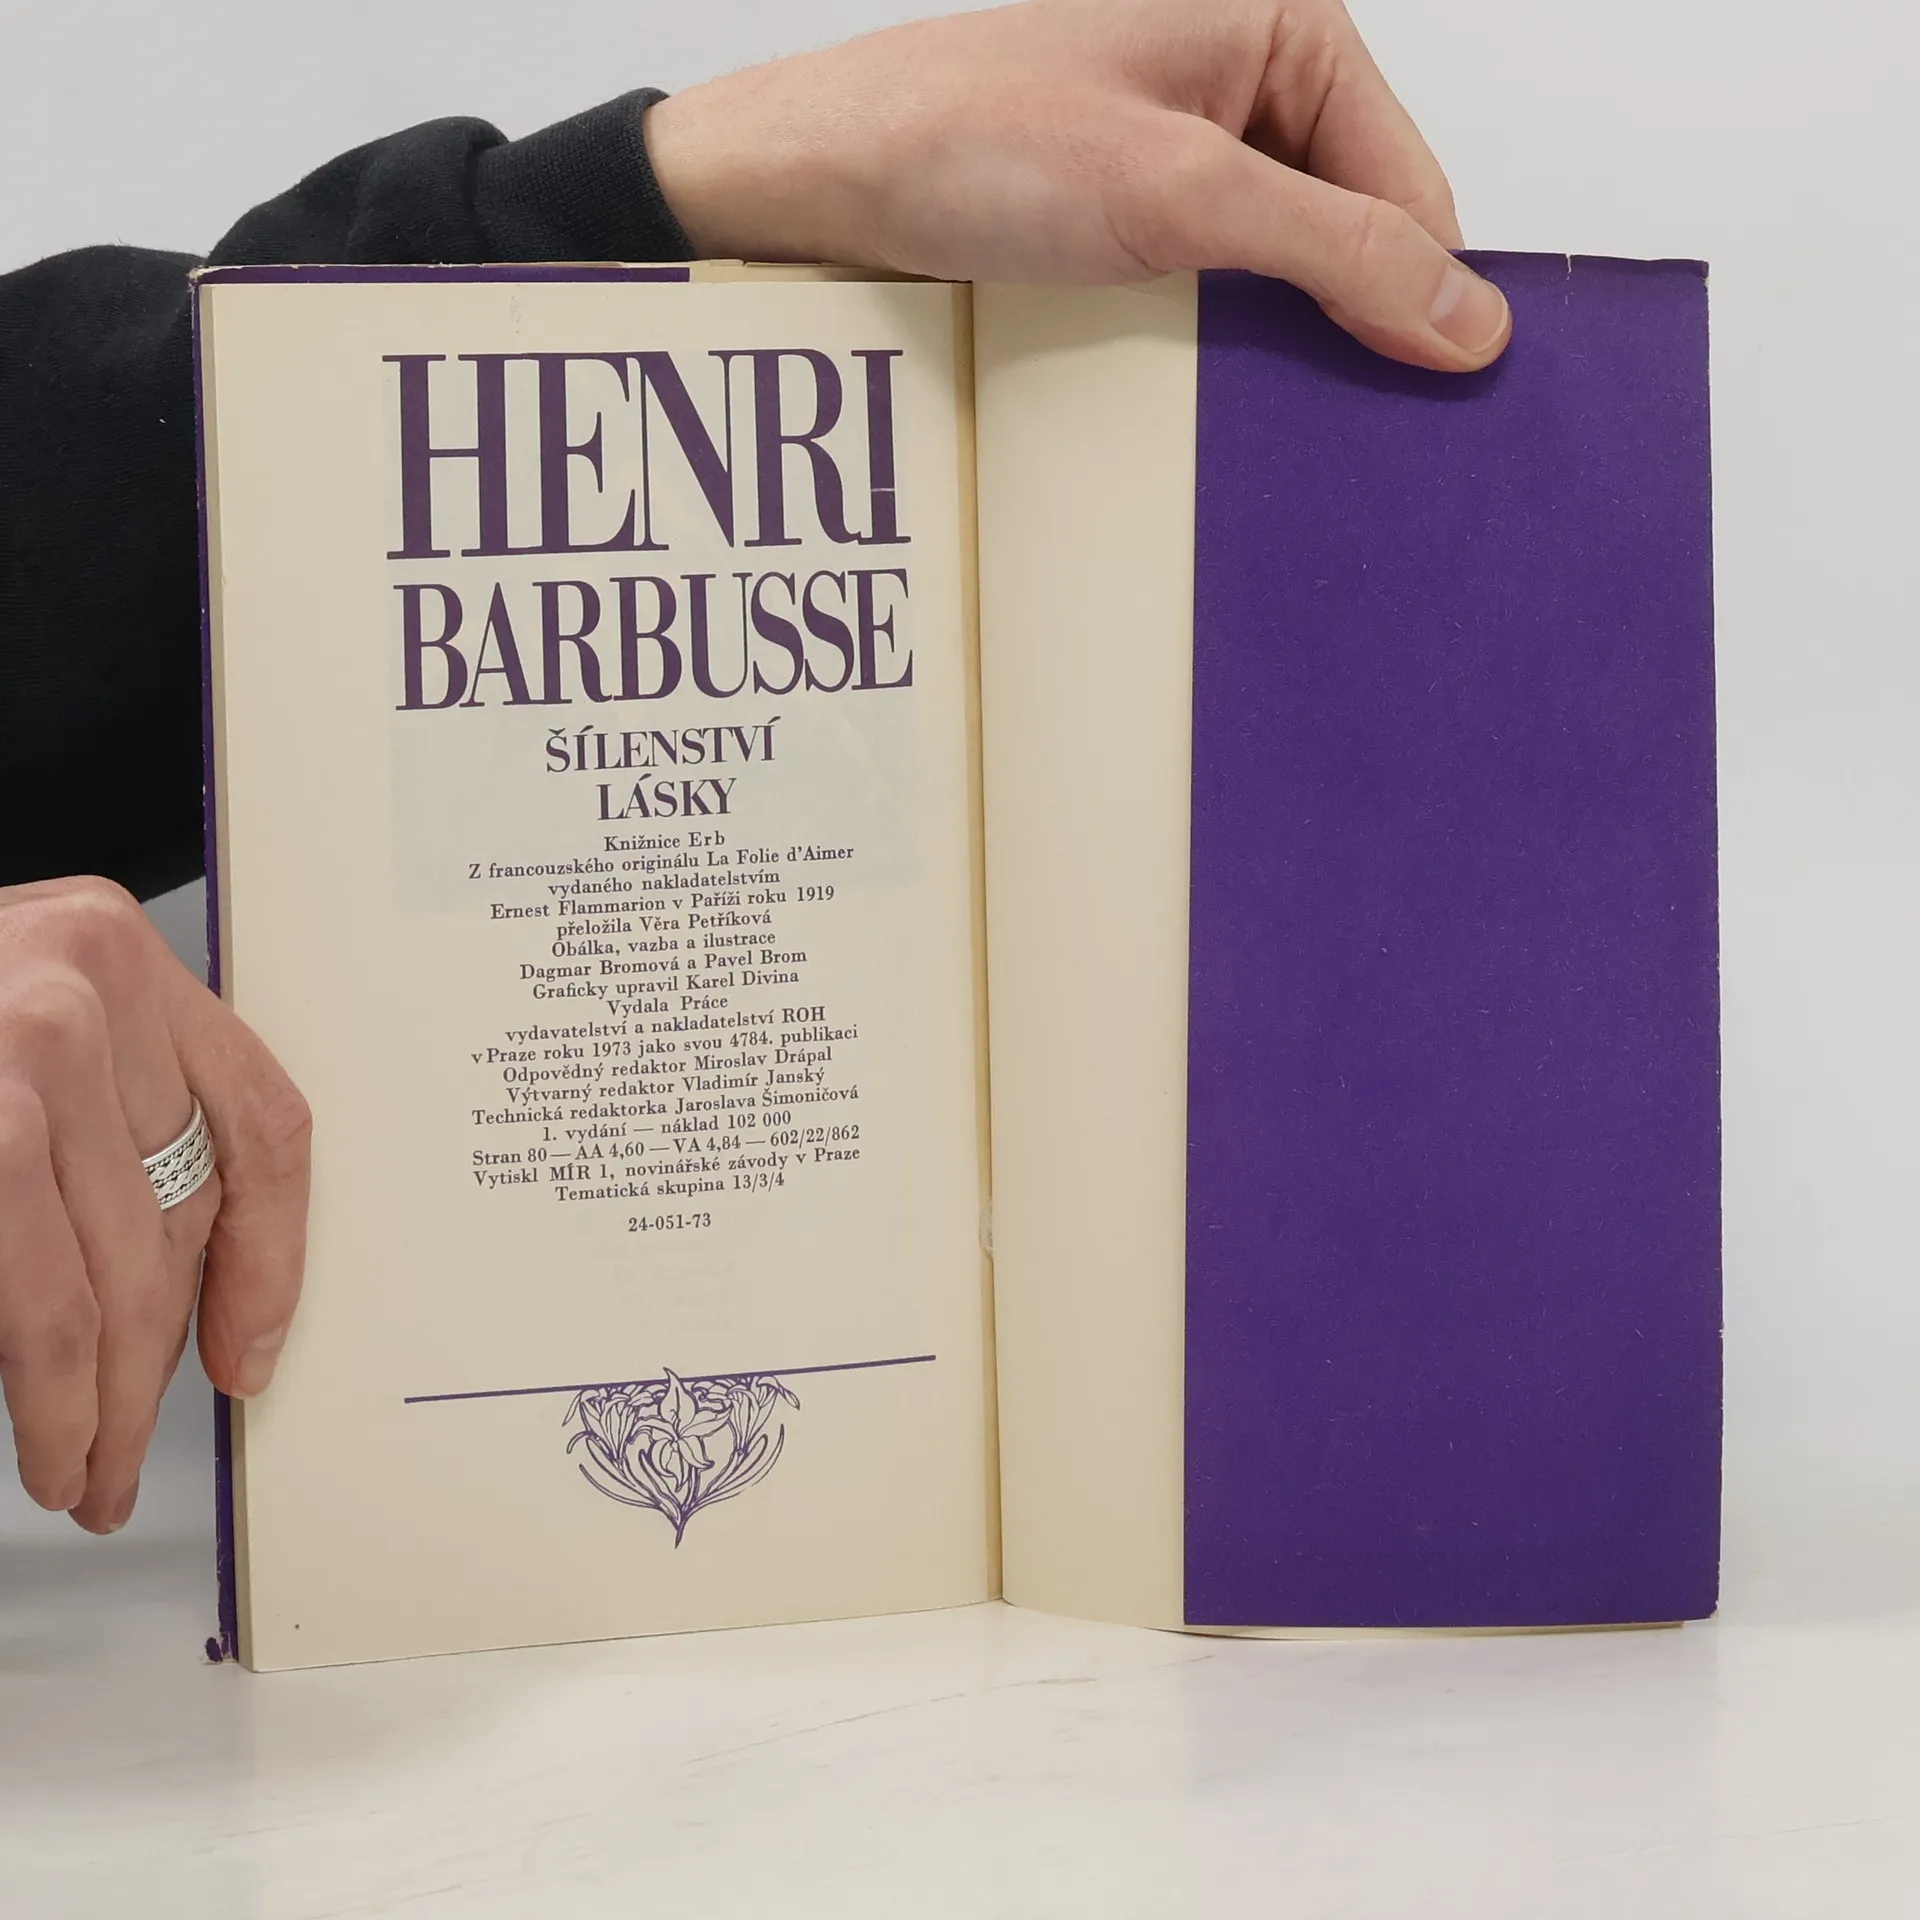 HENRI
BARBUSSE
ŠÍLENSTVÍ
LÁSKY
Knižnice Erb
Z francouzského originálu La Folie d'Aimer
vydaného nakladatelstvím
Ernest Flammarion v Paříži roku 1919
přeložila Věra Petříková
Obálka, vazba a ilustrace
Dagmar Bromová a Pavel Brom
Graficky upravil Karel Divina
Vydala Práce
vydavatelství a nakladatelství ROH
v Praze roku 1973 jako svou 4784. publikaci
Odpovědný redaktor Miroslav Drápal
Výtvarný redaktor Vladimír Janský
Technická redaktorka Jaroslava Šimoničová
1. vydání — náklad 102 000
Stran 80 — AA 4,60 — VA 4,84 — 602/22/862
Vytiskl MÍR 1, novinářské závody v Praze
Tematická skupina 13/3/4
24-051-73